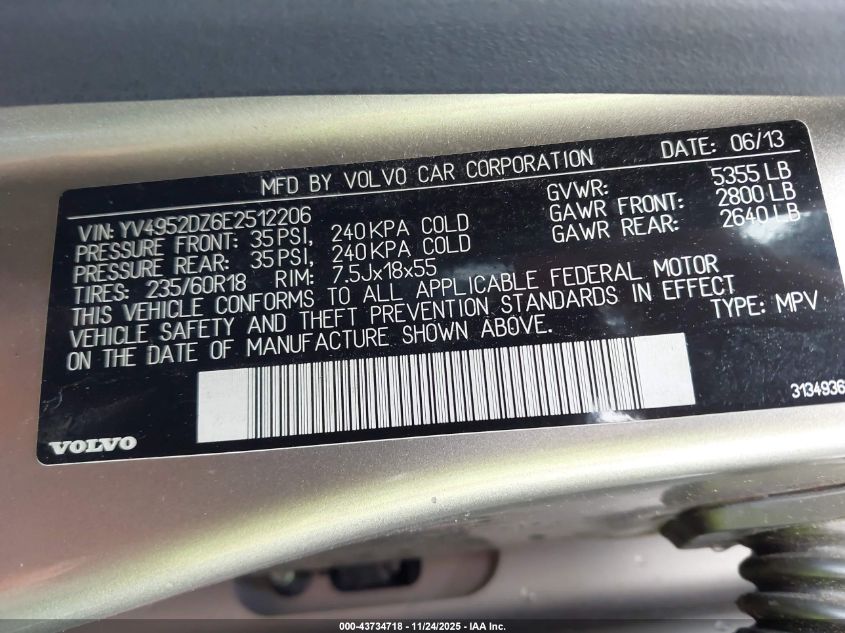 MFD BY VOLVO CAR CORPORATION DATE: 06/13
VIN: YV4952DZ6E2512206 GVWR: 5355 LB
PRESSURE FRONT: 35 PSI, 240 KPA COLD GAWR FRONT: 2800 LB
PRESSURE REAR: 35 PSI, 240 KPA COLD GAWR REAR: 2640 LB
TIRES: 235/60R18 RIM: 7.5Jx18x55
THIS VEHICLE CONFORMS TO ALL APPLICABLE FEDERAL MOTOR
VEHICLE SAFETY AND THEFT PREVENTION STANDARDS IN EFFECT
ON THE DATE OF MANUFACTURE SHOWN ABOVE. TYPE: MPV
3134936
VOLVO
000-43734718 - 11/24/2025 - IAA Inc.